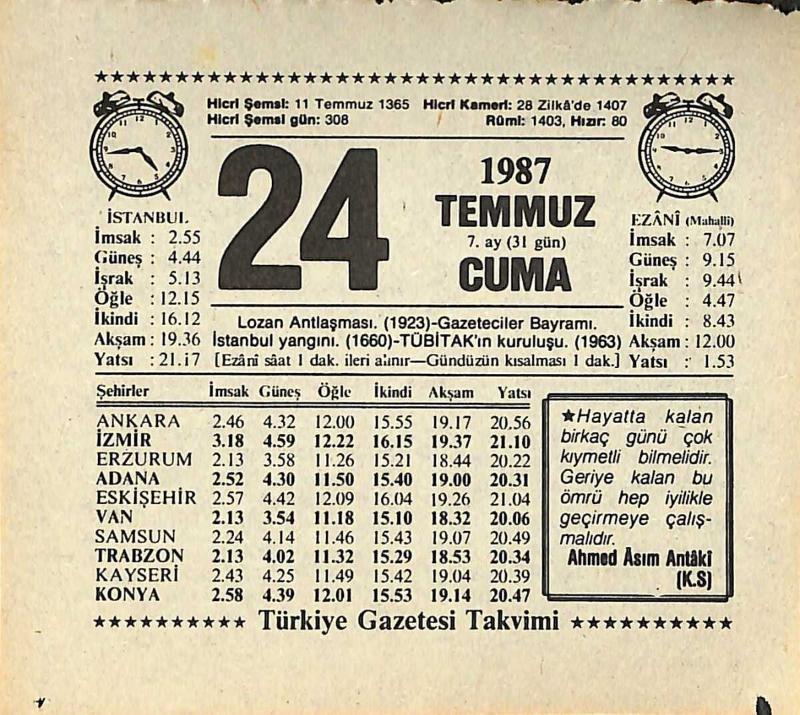 Hicrî Şemsî: 11 Temmuz 1365 Hicrî Kamerî: 28 Zilkâ'de 1407
Hicrî Şemsî gün: 308 Rûmî: 1403, Hızır: 80
24
1987
TEMMUZ
7. ay (31 gün)
CUMA
İSTANBUL
İmsak : 2.55
Güneş : 4.44
İşrak : 5.13
Öğle : 12.15
İkindi : 16.12
Akşam : 19.36
Yatsı : 21.17
EZÂNÎ (Mahallî)
İmsak : 7.07
Güneş : 9.15
İşrak : 9.44
Öğle : 4.47
İkindi : 8.43
Akşam : 12.00
Yatsı : 1.53
Lozan Antlaşması. (1923)-Gazeteciler Bayramı.
İstanbul yangını. (1660)-TÜBİTAK'ın kuruluşu. (1963)
[Ezânî sâat 1 dak. ileri alınır—Gündüzün kısalması 1 dak.]
Şehirler İmsak Güneş Öğle İkindi Akşam Yatsı
ANKARA 2.46 4.32 12.00 15.55 19.17 20.56
İZMİR 3.18 4.59 12.22 16.15 19.37 21.10
ERZURUM 2.13 3.58 11.26 15.21 18.44 20.22
ADANA 2.52 4.30 11.50 15.40 19.00 20.31
ESKİŞEHİR 2.57 4.42 12.09 16.04 19.26 21.04
VAN 2.13 3.54 11.18 15.10 18.32 20.06
SAMSUN 2.24 4.14 11.46 15.43 19.07 20.49
TRABZON 2.13 4.02 11.32 15.29 18.53 20.34
KAYSERİ 2.43 4.25 11.49 15.42 19.04 20.39
KONYA 2.58 4.39 12.01 15.53 19.14 20.47
★Hayatta kalan
birkaç günü çok
kıymetli bilmelidir.
Geriye kalan bu
ömrü hep iyilikle
geçirmeye çalış-
malıdır.
Ahmed Âsım Antâkî
(K.S)
Türkiye Gazetesi Takvimi